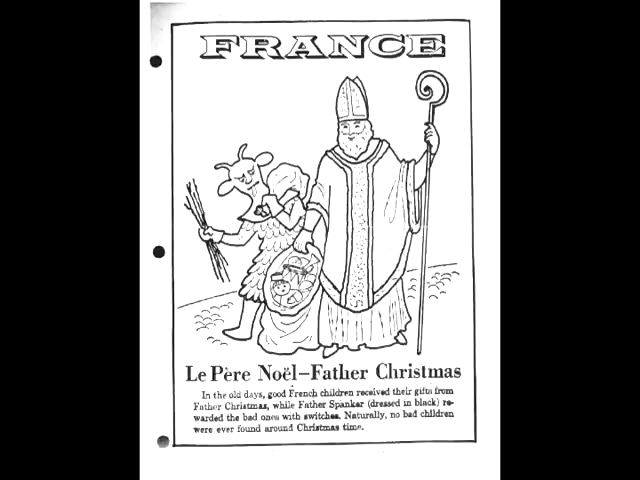 FRANCE
Le Père Noël—Father Christmas
In the old days, good French children received their gifts from
Father Christmas, while Father Spanker (dressed in black) re-
warded the bad ones with switches. Naturally, no bad children
were ever found around Christmas time.